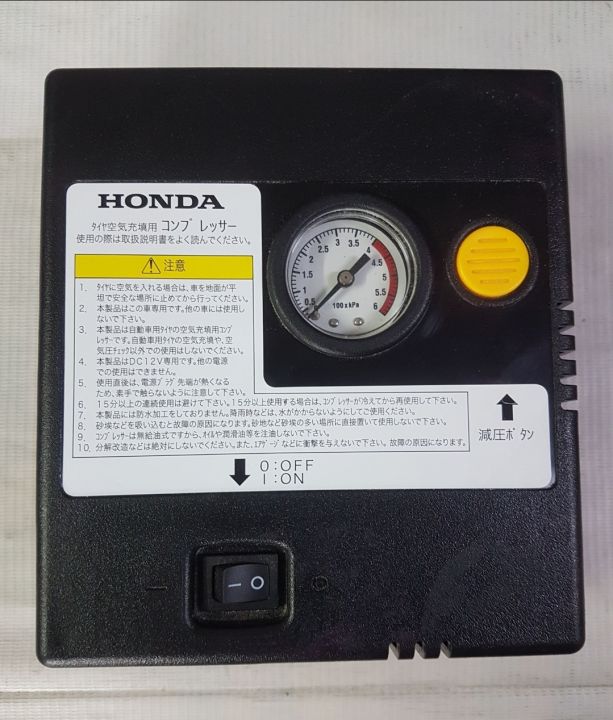 HONDA
タイヤ空気充填用 コンプレッサー
使用の際は取扱説明書をよく読んでください。
注意
1. タイヤに空気を入れる場合は、車を地面が平
坦で安全な場所に止めてから行ってください。
2. 本製品はこの車専用です。他の車には使用し
ないで下さい。
3. 本製品は自動車用タイヤの空気充填用コンプ
レッサーです。自動車用タイヤの空気充填や、空
気圧チェック以外での使用はしないでください。
4. 本製品はDC12V専用です。他の電源
での使用はできません。
5. 使用直後は、電源プラグ先端が熱くなる
ため、素手で触らないように注意して下さい。
6. 15分以上の連続使用は避けて下さい。15分以上使用する場合は、コンプレッサーが冷えてから再使用して下さい。
7. 本製品には防水加工をしておりません。降雨時などは、水がかからないようにしてご使用ください。
8. 砂埃などを吸い込むと故障の原因になります。砂地など砂埃の多い場所に直接置いて使用しないで下さい。
9. コンプレッサーは無給油式ですから、オイルや潤滑油等を注油しないで下さい。
10. 分解改造などは絶対にしないでください。また、エアゲージなどに衝撃を与えないで下さい。故障の原因になります。
0.5
1
1.5
2
2.5
3
3.5
4
4.5
5
5.5
6
100 x kPa
減圧ボタン
O:OFF
I:ON
— O
I O